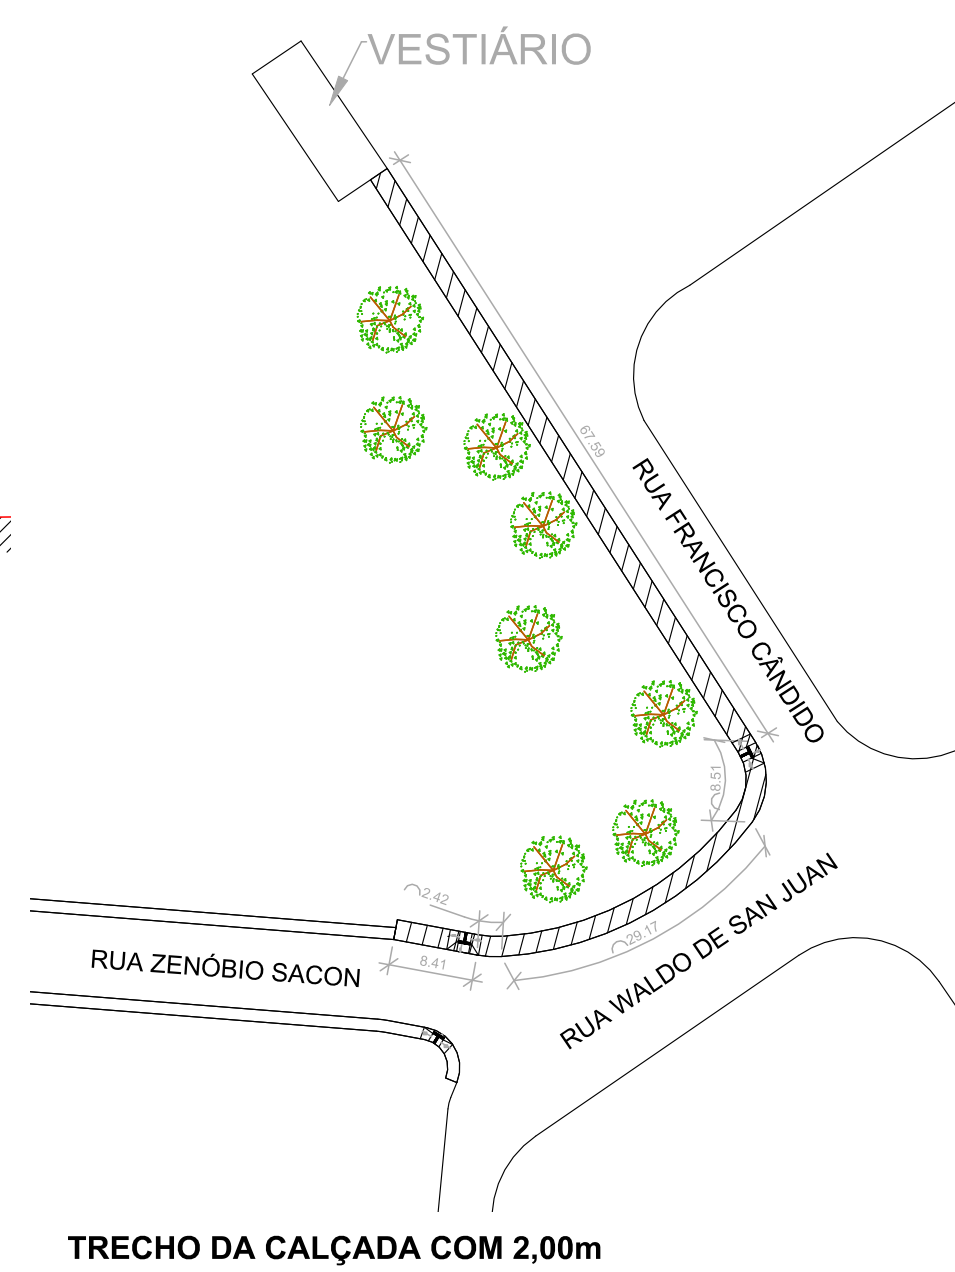 VESTIÁRIO
67.59
RUA FRANCISCO CÂNDIDO
8.51
2.42
29.17
8.41
RUA ZENÓBIO SACON
RUA WALDO DE SAN JUAN
TRECHO DA CALÇADA COM 2,00m